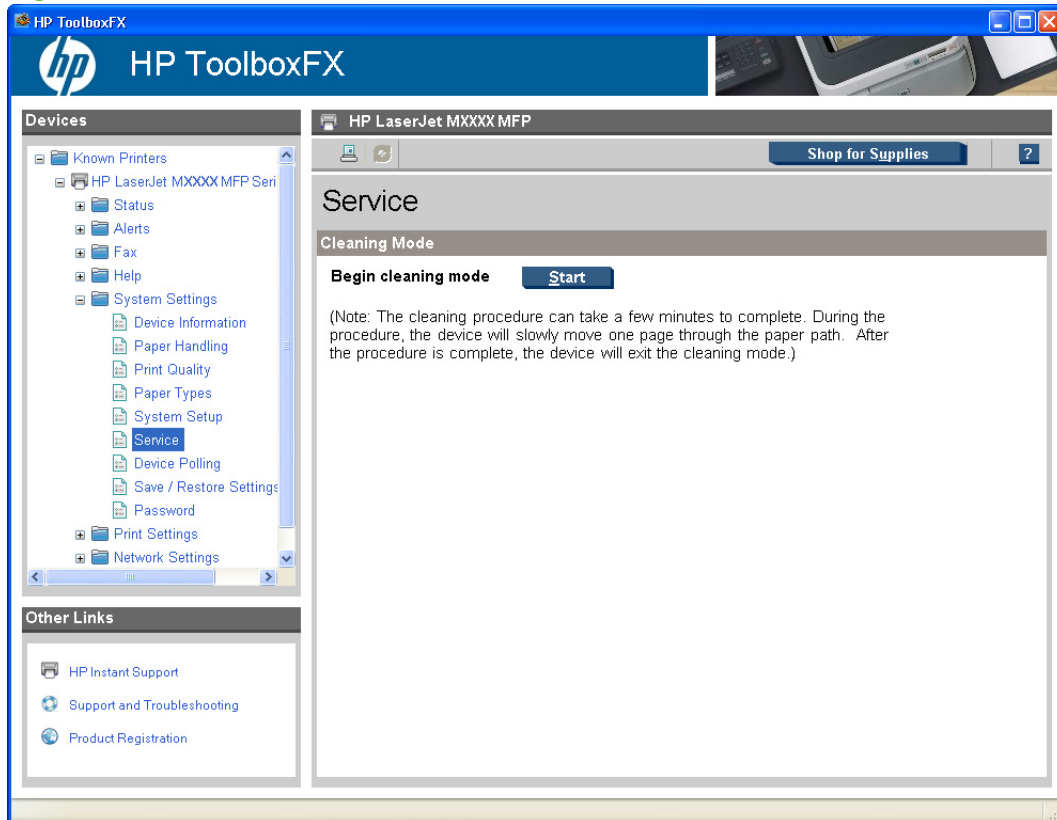 HP ToolboxFX
hp
HP ToolboxFX
Devices
Known Printers
HP LaserJet MXXXX MFP Seri
Status
Alerts
Fax
Help
System Settings
Device Information
Paper Handling
Print Quality
Paper Types
System Setup
Service
Device Polling
Save / Restore Settings
Password
Print Settings
Network Settings
Other Links
HP Instant Support
Support and Troubleshooting
Product Registration
HP LaserJet MXXXX MFP
Shop for Supplies
?
Service
Cleaning Mode
Begin cleaning mode Start
(Note: The cleaning procedure can take a few minutes to complete. During the
procedure, the device will slowly move one page through the paper path. After
the procedure is complete, the device will exit the cleaning mode.)